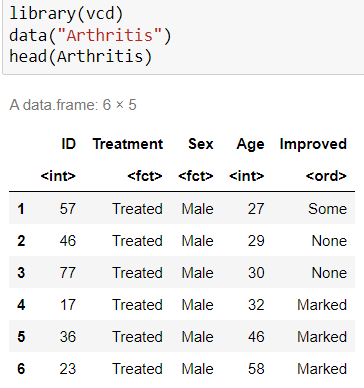 library(vcd)
data("Arthritis")
head(Arthritis)
A data.frame: 6 × 5
ID Treatment Sex Age Improved
<int> <fct> <fct> <int> <ord>
1 57 Treated Male 27 Some
2 46 Treated Male 29 None
3 77 Treated Male 30 None
4 17 Treated Male 32 Marked
5 36 Treated Male 46 Marked
6 23 Treated Male 58 Marked